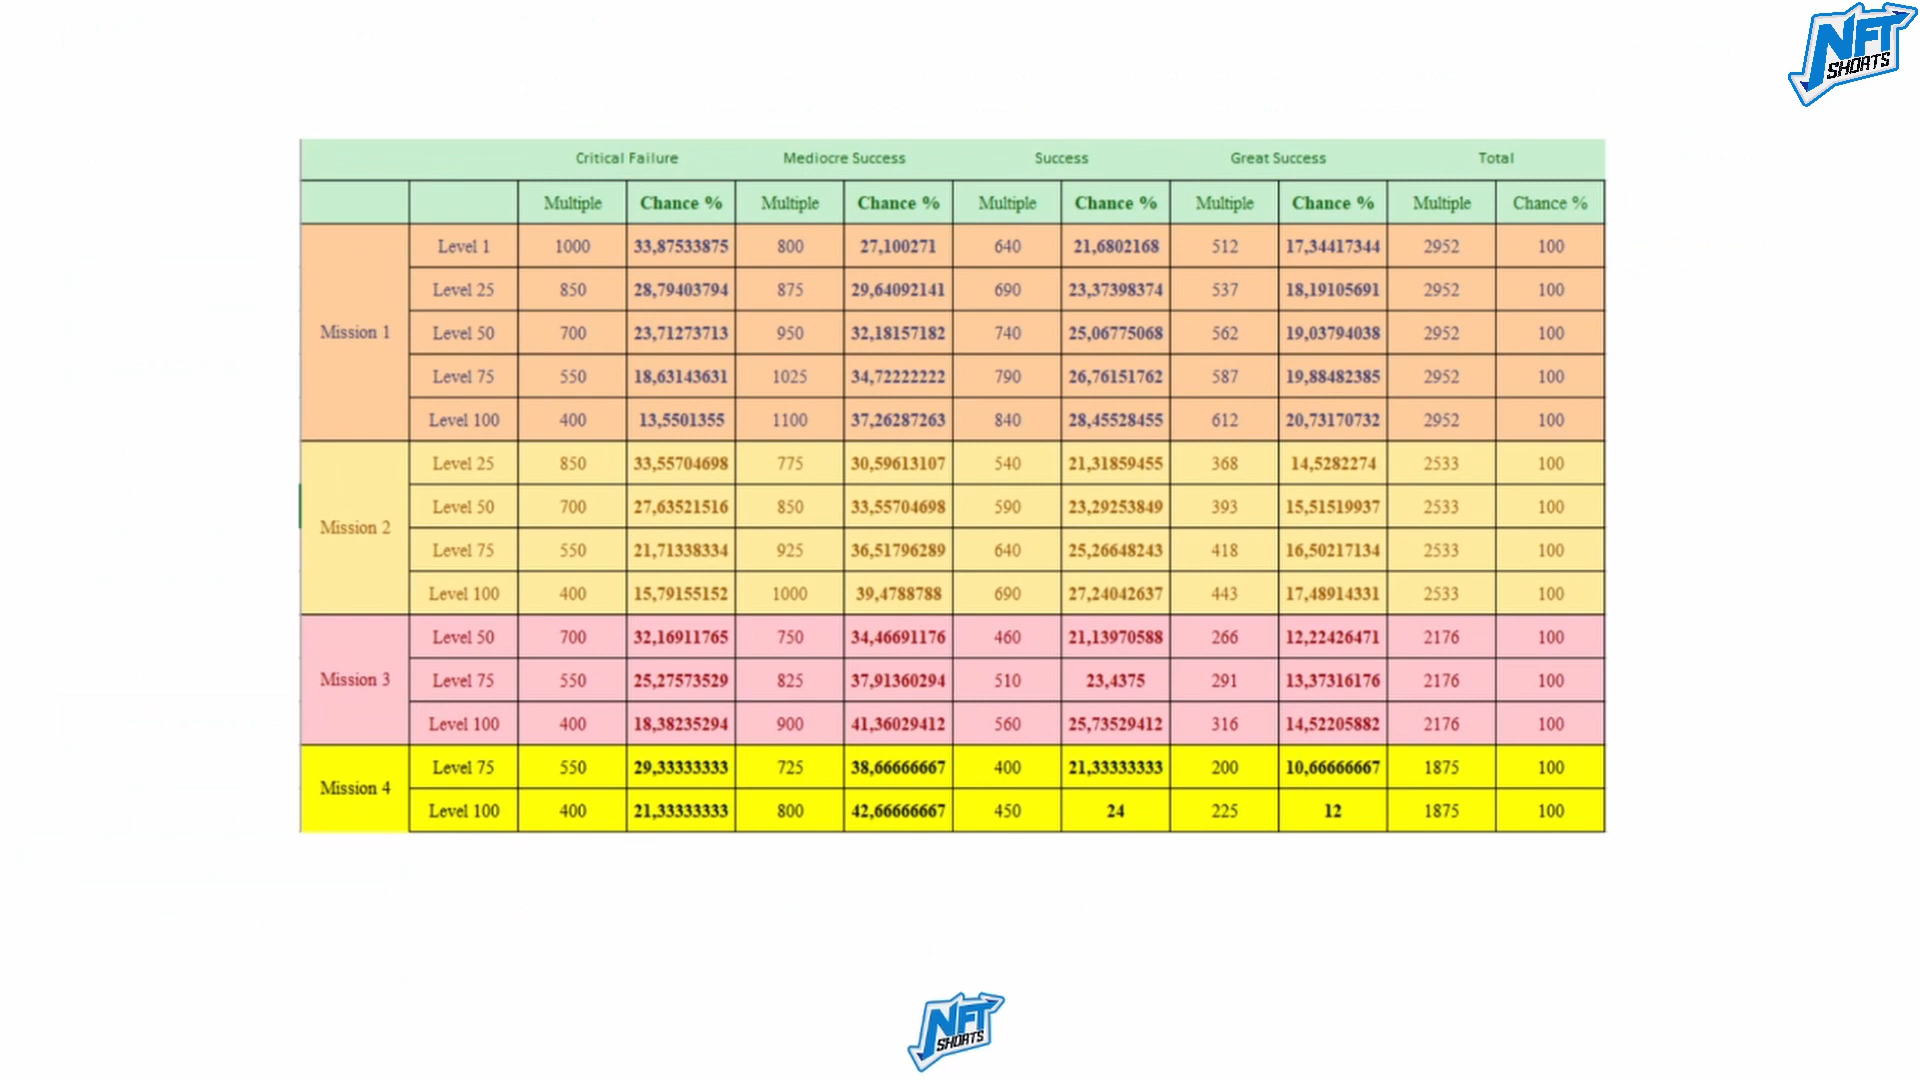 NFT
SHORTS
Critical Failure Mediocre Success Success Great Success Total
Multiple Chance % Multiple Chance % Multiple Chance % Multiple Chance % Multiple Chance %
Level 1 1000 33,87533875 800 27,100271 640 21,6802168 512 17,34417344 2952 100
Level 25 850 28,79403794 875 29,64092141 690 23,37398374 537 18,19105691 2952 100
Mission 1 Level 50 700 23,71273713 950 32,18157182 740 25,06775068 562 19,03794038 2952 100
Level 75 550 18,63143631 1025 34,72222222 790 26,76151762 587 19,88482385 2952 100
Level 100 400 13,5501355 1100 37,26287263 840 28,45528455 612 20,73170732 2952 100
Level 25 850 33,55704698 775 30,59613107 540 21,31859455 368 14,5282274 2533 100
Level 50 700 27,63521516 850 33,55704698 590 23,29253849 393 15,51519937 2533 100
Mission 2
Level 75 550 21,71338334 925 36,51796289 640 25,26648243 418 16,50217134 2533 100
Level 100 400 15,79155152 1000 39,4788788 690 27,24042637 443 17,48914331 2533 100
Level 50 700 32,16911765 750 34,46691176 460 21,13970588 266 12,22426471 2176 100
Mission 3 Level 75 550 25,27573529 825 37,91360294 510 23,4375 291 13,37316176 2176 100
Level 100 400 18,38235294 900 41,36029412 560 25,73529412 316 14,52205882 2176 100
Level 75 550 29,33333333 725 38,66666667 400 21,33333333 200 10,66666667 1875 100
Mission 4
Level 100 400 21,33333333 800 42,66666667 450 24 225 12 1875 100
NFT
SHORTS